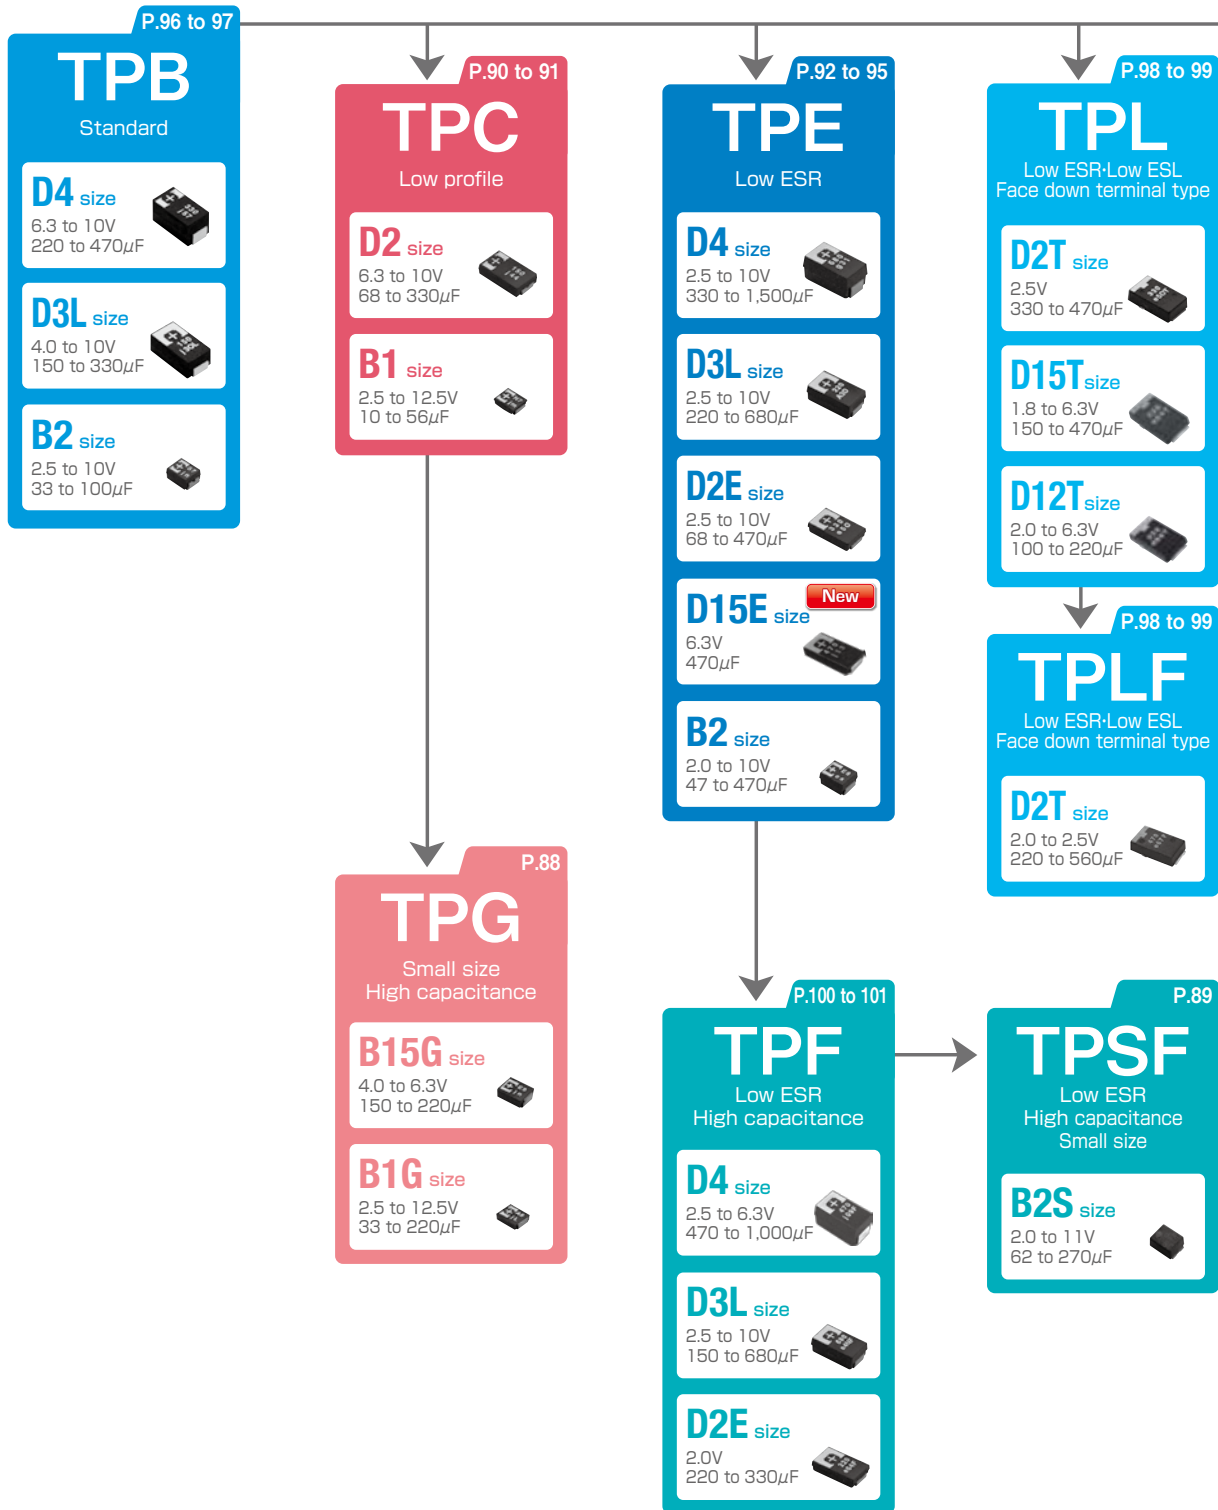 P.96 to 97
TPB
Standard
D4 size
6.3 to 10V
220 to 470μF
D3L size
4.0 to 10V
150 to 330μF
B2 size
2.5 to 10V
33 to 100μF
P.90 to 91
TPC
Low profile
D2 size
6.3 to 10V
68 to 330μF
B1 size
2.5 to 12.5V
10 to 56μF
P.88
TPG
Small size
High capacitance
B15G size
4.0 to 6.3V
150 to 220μF
B1G size
2.5 to 12.5V
33 to 220μF
P.92 to 95
TPE
Low ESR
D4 size
2.5 to 10V
330 to 1,500μF
D3L size
2.5 to 10V
220 to 680μF
D2E size
2.5 to 10V
68 to 470μF
New
D15E size
6.3V
470μF
B2 size
2.0 to 10V
47 to 470μF
P.100 to 101
TPF
Low ESR
High capacitance
D4 size
2.5 to 6.3V
470 to 1,000μF
D3L size
2.5 to 10V
150 to 680μF
D2E size
2.0V
220 to 330μF
P.98 to 99
TPL
Low ESR·Low ESL
Face down terminal type
D2T size
2.5V
330 to 470μF
D15T size
1.8 to 6.3V
150 to 470μF
D12T size
2.0 to 6.3V
100 to 220μF
P.98 to 99
TPLF
Low ESR·Low ESL
Face down terminal type
D2T size
2.0 to 2.5V
220 to 560μF
P.89
TPSF
Low ESR
High capacitance
Small size
B2S size
2.0 to 11V
62 to 270μF